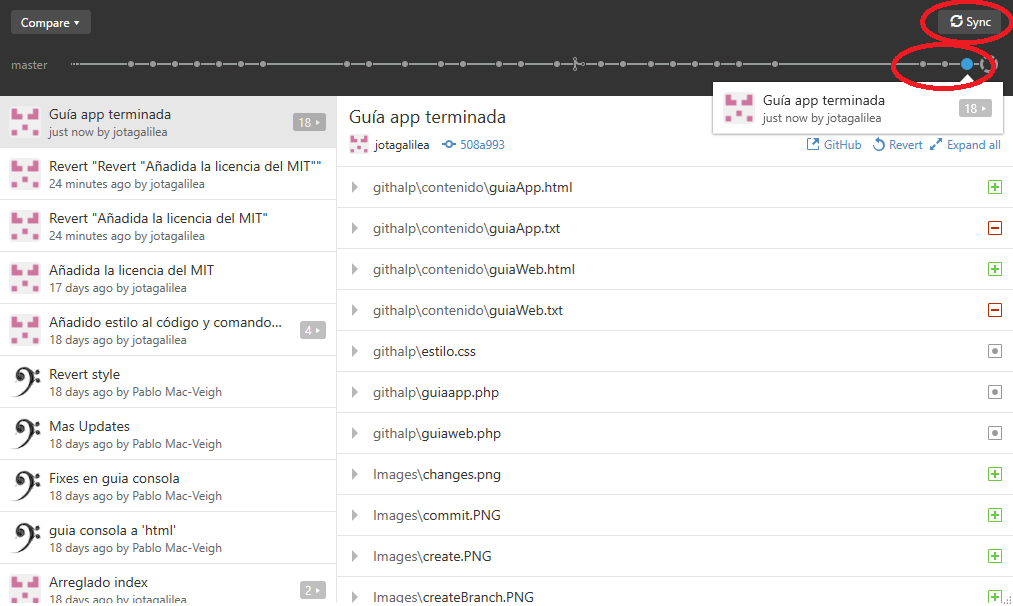 Compare
Sync
master
Guía app terminada
just now by jotagalilea
18
Guía app terminada
just now by jotagalilea
18
Revert "Revert "Añadida la licencia del MIT""
24 minutes ago by jotagalilea
Revert "Añadida la licencia del MIT"
24 minutes ago by jotagalilea
Añadida la licencia del MIT
17 days ago by jotagalilea
Añadido estilo al código y comando...
18 days ago by jotagalilea
4
Revert style
18 days ago by Pablo Mac-Veigh
Mas Updates
18 days ago by Pablo Mac-Veigh
Fixes en guia consola
18 days ago by Pablo Mac-Veigh
guia consola a 'html'
18 days ago by Pablo Mac-Veigh
Arreglado index
18 days ago by jotagalilea
2
Guía app terminada
jotagalilea 508a993
GitHub Revert Expand all
githalp\contenido\guiaApp.html
githalp\contenido\guiaApp.txt
githalp\contenido\guiaWeb.html
githalp\contenido\guiaWeb.txt
githalp\estilo.css
githalp\guiaapp.php
githalp\guiaweb.php
Images\changes.png
Images\commit.PNG
Images\create.PNG
Images\createBranch.PNG